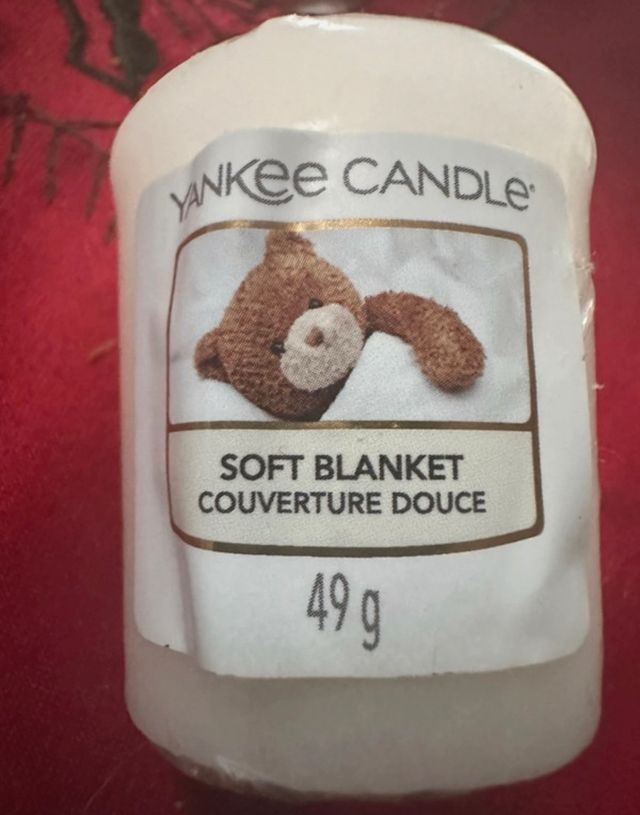 YANKee CANDLe®
SOFT BLANKET
COUVERTURE DOUCE
49 g